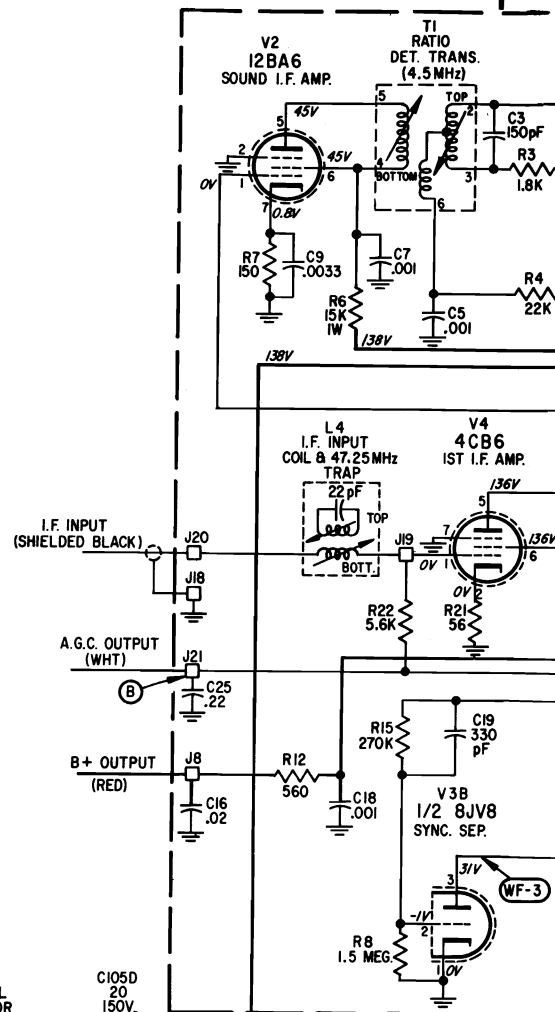 T1
RATIO
DET. TRANS.
(4.5MHz)
V2
12BA6
SOUND I.F. AMP.
45V
5
TOP
2
5
C3
150pF
2
45V
6
1
0V
4
BOTTOM
3
R3
1.8K
7
0.8V
6
R7
150
C9
.0033
C7
.001
R6
15K
1W
R4
22K
C5
.001
138V
138V
L4
I.F. INPUT
COIL & 47.25MHz
TRAP
22pF
TOP
BOTT.
V4
4CB6
1ST I.F. AMP.
136V
5
I.F. INPUT
(SHIELDED BLACK)
J20
J19
7
136V
6
1
0V
J18
0V
2
R22
5.6K
R21
56
A.G.C. OUTPUT
(WHT)
J21
B
C25
.22
R15
270K
C19
330
pF
B+ OUTPUT
(RED)
J8
R12
560
C16
.02
C18
.001
V3B
1/2 8JV8
SYNC. SEP.
31V
3
WF-3
-1V
2
R8
1.5 MEG.
1
0V
C105D
20
150V.
L
OR